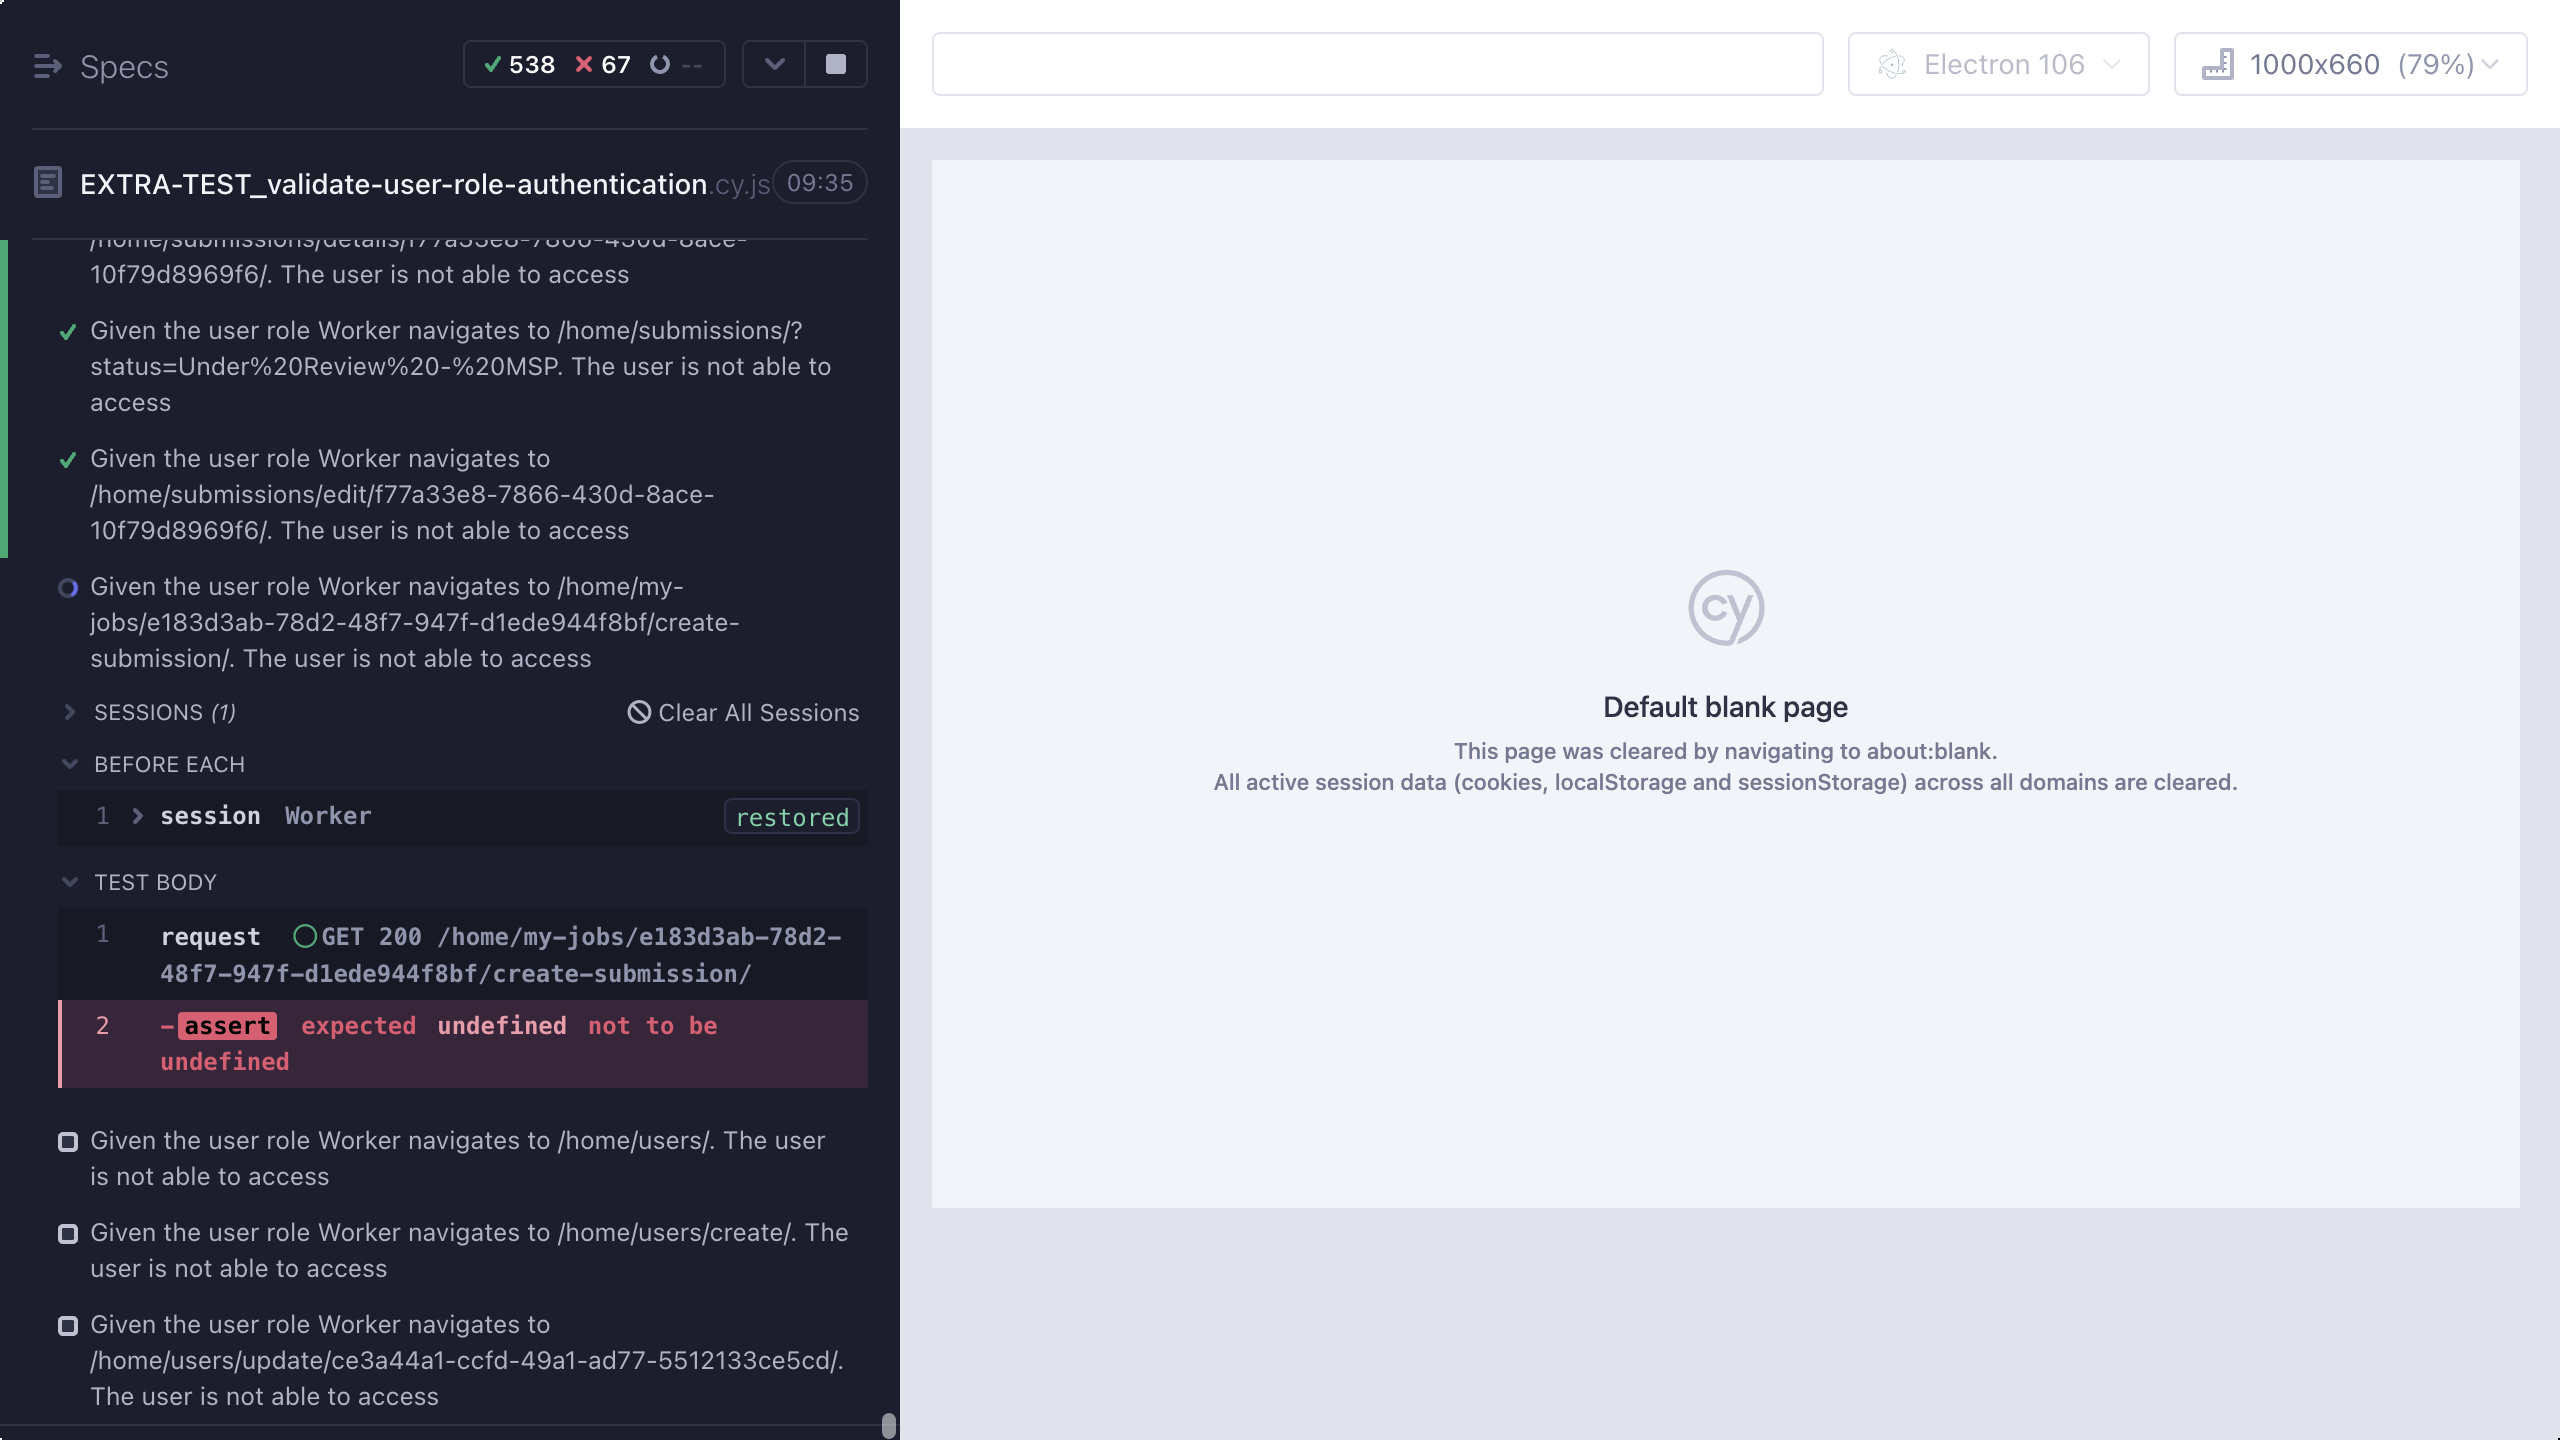 Specs
538 67 --
EXTRA-TEST_validate-user-role-authentication.cy.js 09:35
/home/submissions/details/f77a33e8-7866-430d-8ace-
10f79d8969f6/. The user is not able to access
Given the user role Worker navigates to /home/submissions/?
status=Under%20Review%20-%20MSP. The user is not able to
access
Given the user role Worker navigates to
/home/submissions/edit/f77a33e8-7866-430d-8ace-
10f79d8969f6/. The user is not able to access
Given the user role Worker navigates to /home/my-
jobs/e183d3ab-78d2-48f7-947f-d1ede944f8bf/create-
submission/. The user is not able to access
SESSIONS (1) Clear All Sessions
BEFORE EACH
1 session Worker restored
TEST BODY
1 request GET 200 /home/my-jobs/e183d3ab-78d2-
48f7-947f-d1ede944f8bf/create-submission/
2 -assert expected undefined not to be
undefined
Given the user role Worker navigates to /home/users/. The user
is not able to access
Given the user role Worker navigates to /home/users/create/. The
user is not able to access
Given the user role Worker navigates to
/home/users/update/ce3a44a1-ccfd-49a1-ad77-5512133ce5cd/.
The user is not able to access
Electron 106
1000x660 (79%)
cy
Default blank page
This page was cleared by navigating to about:blank.
All active session data (cookies, localStorage and sessionStorage) across all domains are cleared.